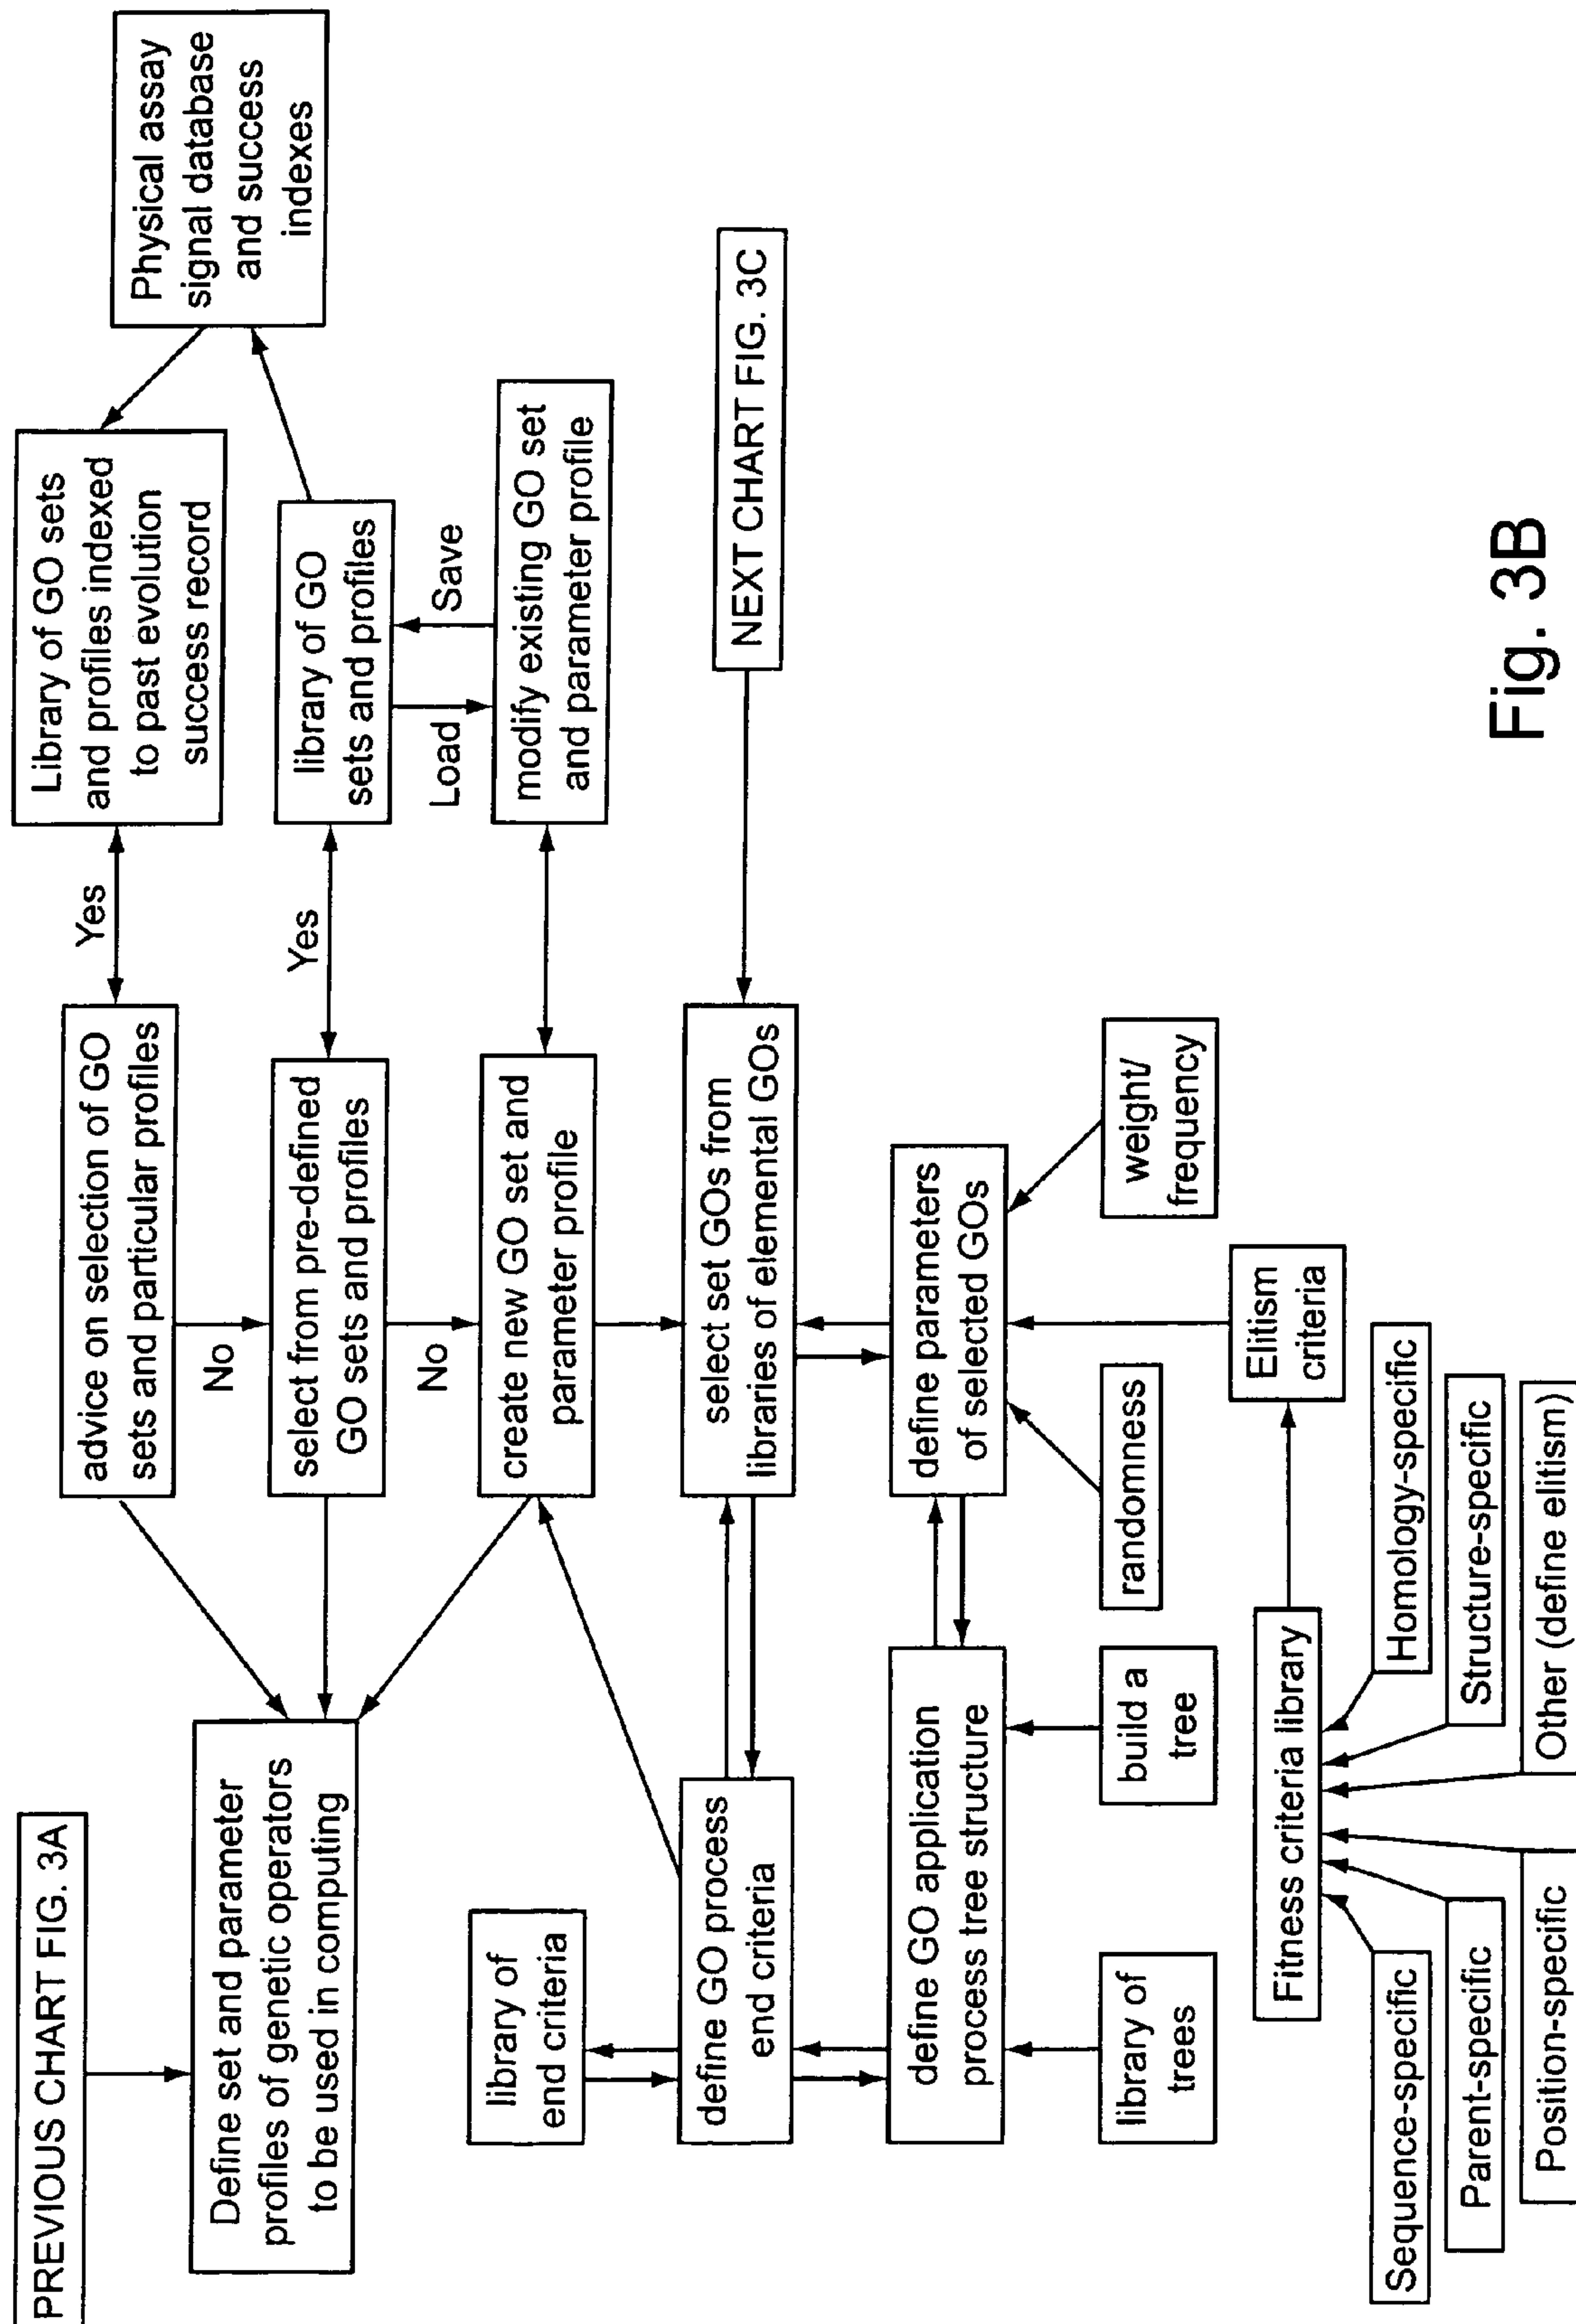 PREVIOUS CHART FIG. 3A
Define set and parameter
profiles of genetic operators
to be used in computing
advice on selection of GO
sets and particular profiles
Yes
Library of GO sets
and profiles indexed
to past evolution
success record
Physical assay
signal database
and success
indexes
No
select from pre-defined
GO sets and profiles
Yes
library of GO
sets and profiles
Load
Save
No
create new GO set and
parameter profile
modify existing GO set
and parameter profile
library of
end criteria
define GO process
end criteria
select set GOs from
libraries of elemental GOs
NEXT CHART FIG. 3C
define GO application
process tree structure
define parameters
of selected GOs
library of
trees
build a
tree
randomness
weight/
frequency
Elitism
criteria
Fitness criteria library
Sequence-specific
Homology-specific
Parent-specific
Structure-specific
Position-specific
Other (define elitism)
Fig. 3B